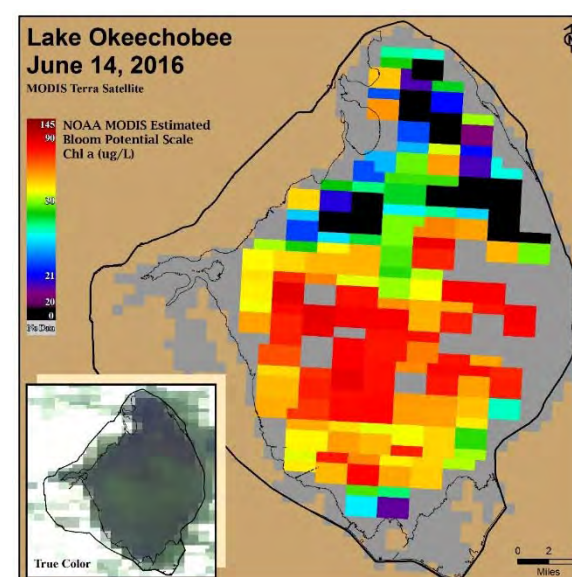 Lake Okeechobee
June 14, 2016
MODIS Terra Satellite
145
90
30
21
20
0
NOAA MODIS Estimated
Bloom Potential Scale
Chl a (ug/L)
True Color
N
0 2
Miles